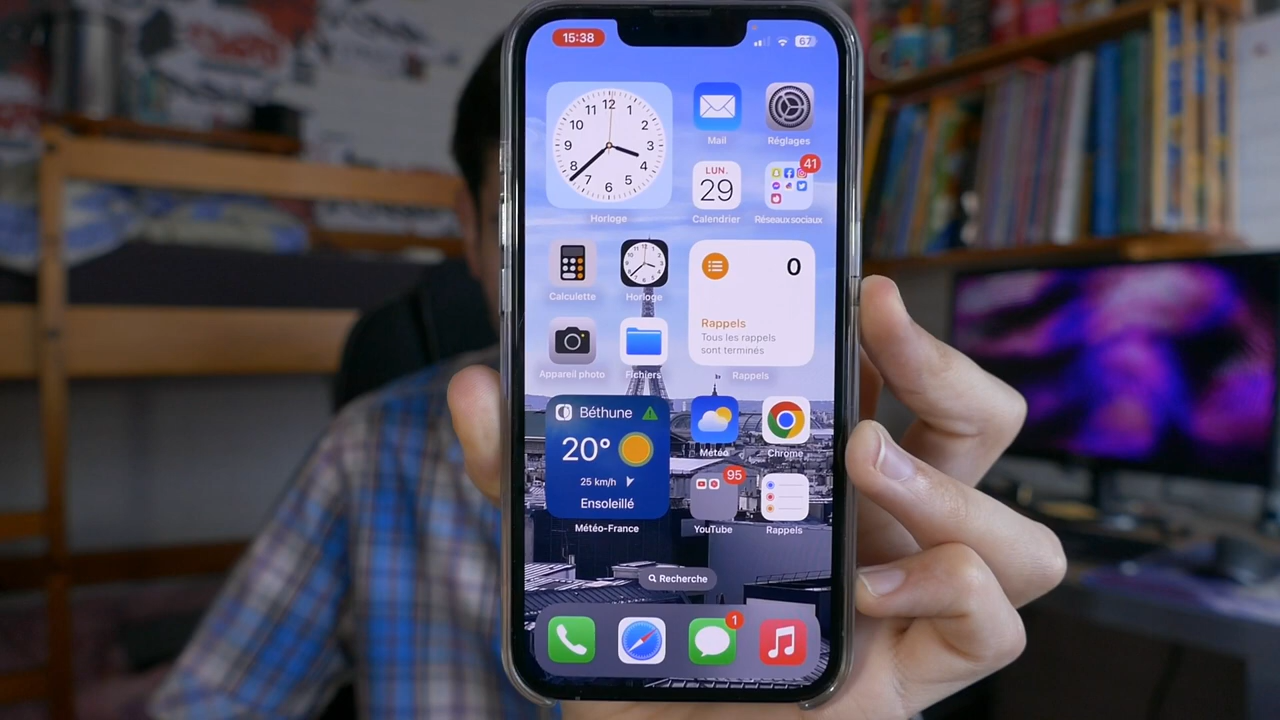 15:38
67
12
11
1
10
2
9
3
8
4
7
5
6
Horloge
Mail
Réglages
LUN.
29
Calendrier
41
Réseaux sociaux
Calculette
Horloge
0
Rappels
Tous les rappels
sont terminés
Rappels
Appareil photo
Fichiers
Béthune
20°
25 km/h
Ensoleillé
Météo-France
Météo
Chrome
95
YouTube
Rappels
Recherche
1